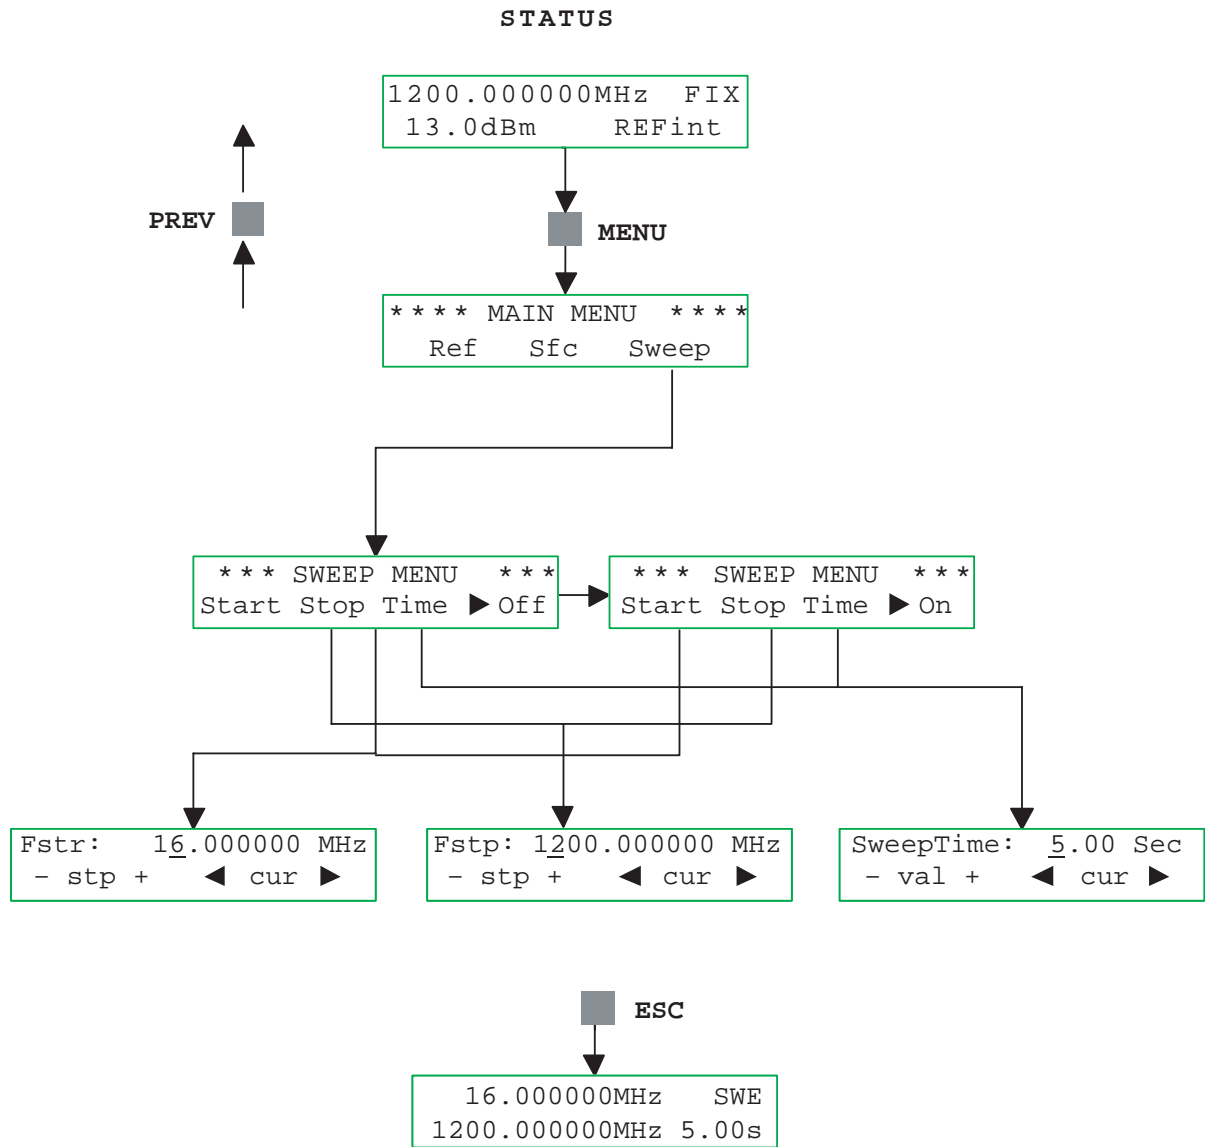 STATUS
1200.000000MHz FIX
13.0dBm REFint
PREV
MENU
**** MAIN MENU ****
Ref Sfc Sweep
*** SWEEP MENU ***
Start Stop Time ▶ Off
*** SWEEP MENU ***
Start Stop Time ▶ On
Fstr: 16.000000 MHz
– stp + ◀ cur ▶
Fstp: 1200.000000 MHz
– stp + ◀ cur ▶
SweepTime: 5.00 Sec
– val + ◀ cur ▶
ESC
16.000000MHz SWE
1200.000000MHz 5.00s